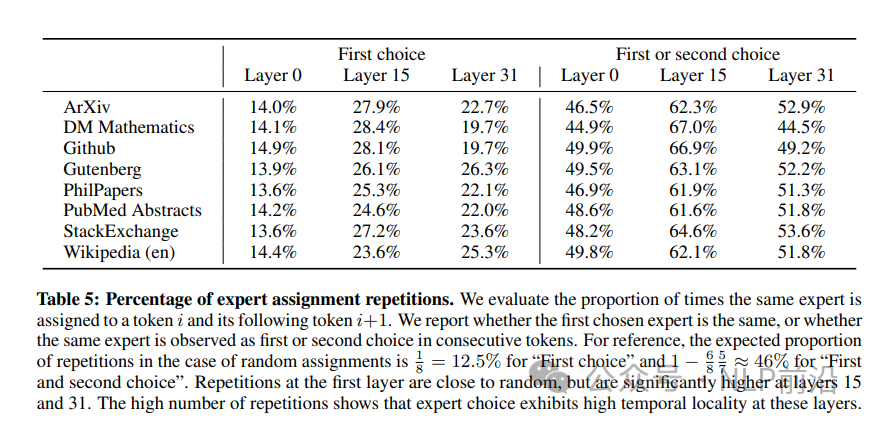 First choice First or second choice
Layer 0 Layer 15 Layer 31 Layer 0 Layer 15 Layer 31
ArXiv 14.0% 27.9% 22.7% 46.5% 62.3% 52.9%
DM Mathematics 14.1% 28.4% 19.7% 44.9% 67.0% 44.5%
Github 14.9% 28.1% 19.7% 49.9% 66.9% 49.2%
Gutenberg 13.9% 26.1% 26.3% 49.5% 63.1% 52.2%
PhilPapers 13.6% 25.3% 22.1% 46.9% 61.9% 51.3%
PubMed Abstracts 14.2% 24.6% 22.0% 48.6% 61.6% 51.8%
StackExchange 13.6% 27.2% 23.6% 48.2% 64.6% 53.6%
Wikipedia (en) 14.4% 23.6% 25.3% 49.8% 62.1% 51.8%
Table 5: Percentage of expert assignment repetitions. We evaluate the proportion of times the same expert is
assigned to a token i and its following token i+1. We report whether the first chosen expert is the same, or whether
the same expert is observed as first or second choice in consecutive tokens. For reference, the expected proportion
of repetitions in the case of random assignments is 1/8 = 12.5% for “First choice” and 1 − 6/8 5/7 ≈ 46% for “First
and second choice”. Repetitions at the first layer are close to random, but are significantly higher at layers 15
and 31. The high number of repetitions shows that expert choice exhibits high temporal locality at these layers.
公众号 · NLP前沿